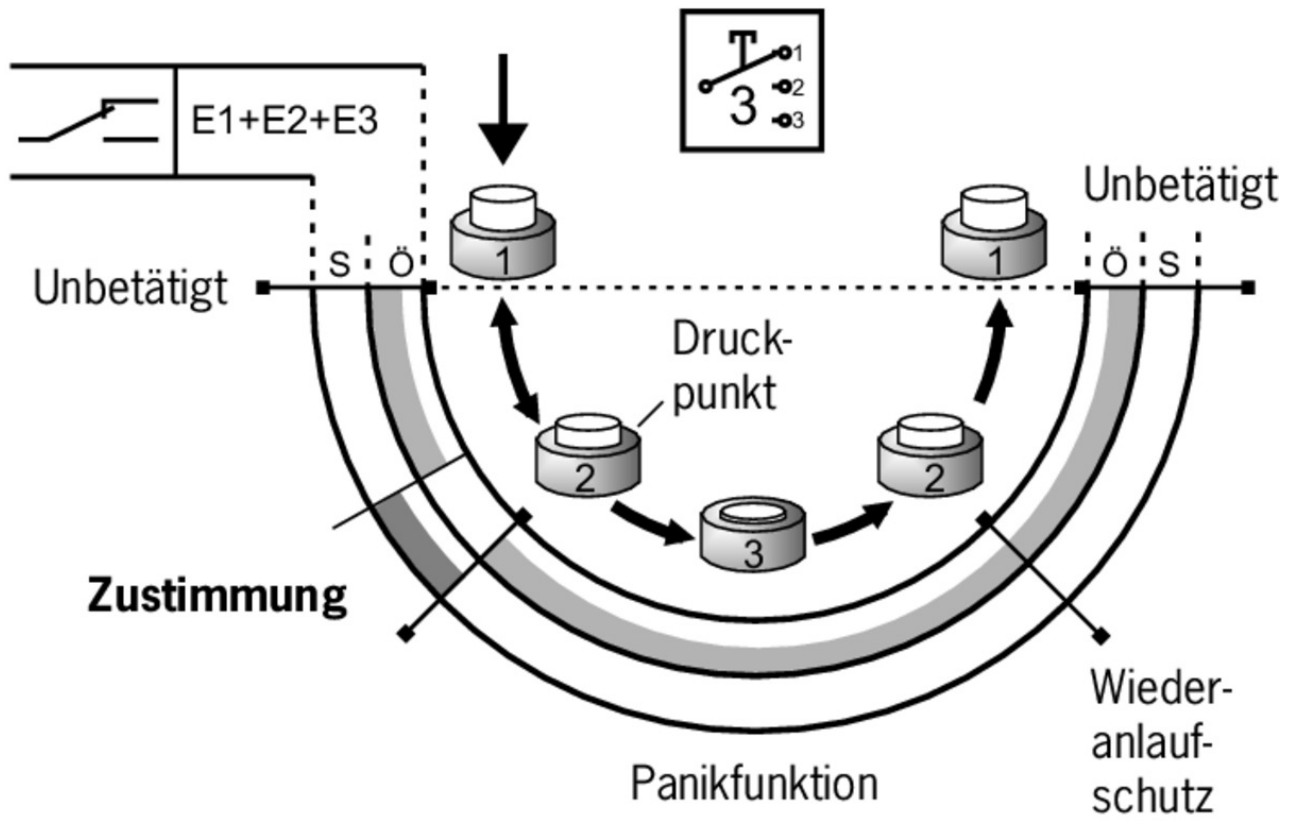 1
2
3
3
E1+E2+E3
Unbetätigt
S Ö
1
1
Unbetätigt
Ö S
Druck-
punkt
2
2
3
Zustimmung
Wieder-
anlauf-
schutz
Panikfunktion